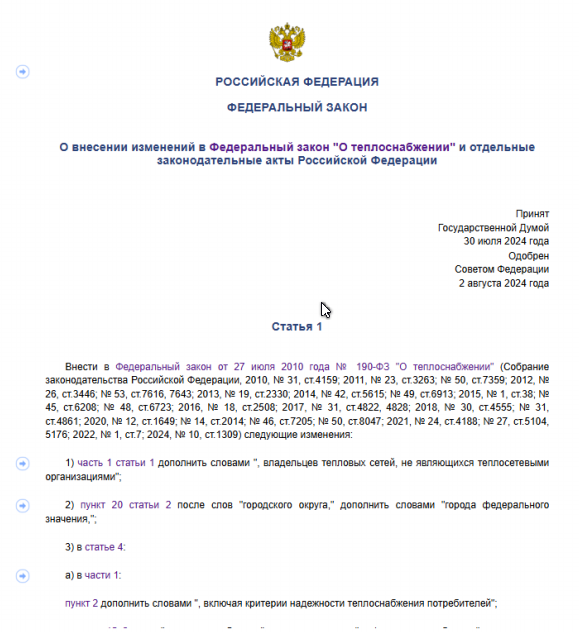 РОССИЙСКАЯ ФЕДЕРАЦИЯ
ФЕДЕРАЛЬНЫЙ ЗАКОН
О внесении изменений в Федеральный закон "О теплоснабжении" и отдельные
законодательные акты Российской Федерации
Принят
Государственной Думой
30 июля 2024 года
Одобрен
Советом Федерации
2 августа 2024 года
Статья 1
Внести в Федеральный закон от 27 июля 2010 года № 190-ФЗ "О теплоснабжении" (Собрание
законодательства Российской Федерации, 2010, № 31, ст.4159; 2011, № 23, ст.3263; № 50, ст.7359; 2012, №
26, ст.3446; № 53, ст.7616, 7643; 2013, № 19, ст.2330; 2014, № 42, ст.5615; № 49, ст.6913; 2015, № 1, ст.38; №
45, ст.6208; № 48, ст.6723; 2016, № 18, ст.2508; 2017, № 31, ст.4822, 4828; 2018, № 30, ст.4555; № 31,
ст.4861; 2020, № 12, ст.1649; № 14, ст.2014; № 46, ст.7205; № 50, ст.8047; 2021, № 24, ст.4188; № 27, ст.5104,
5176; 2022, № 1, ст.7; 2024, № 10, ст.1309) следующие изменения:
1) часть 1 статьи 1 дополнить словами ", владельцев тепловых сетей, не являющихся теплосетевыми
организациями";
2) пункт 20 статьи 2 после слов "городского округа," дополнить словами "города федерального
значения,";
3) в статье 4:
а) в части 1:
пункт 2 дополнить словами ", включая критерии надежности теплоснабжения потребителей";